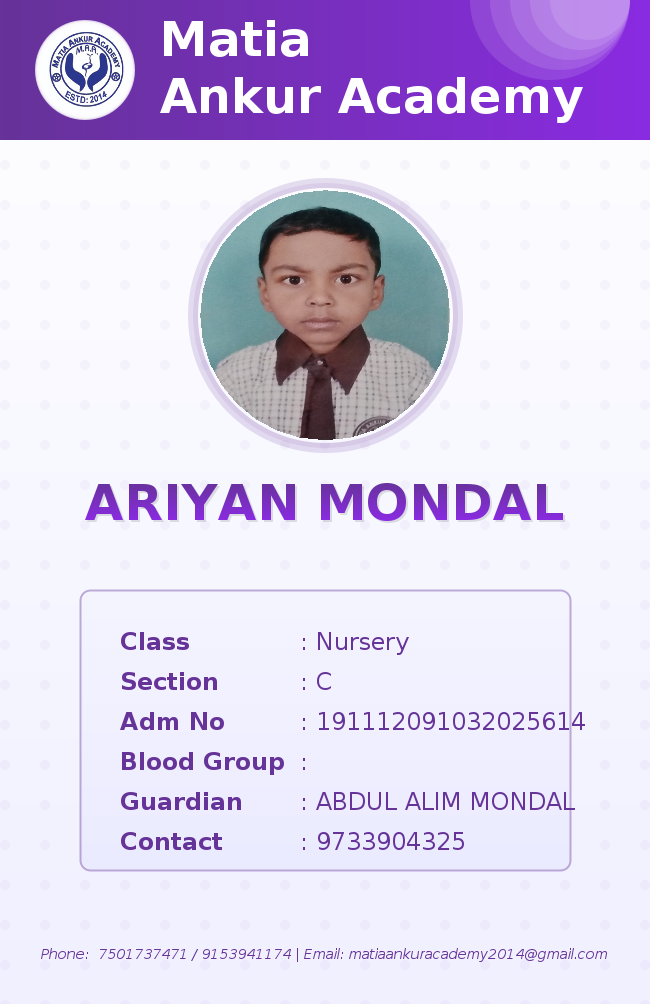 MATIA ANKUR ACADEMY
M.A.A
ESTD: 2014
Matia
Ankur Academy
ARIYAN MONDAL
Class : Nursery
Section : C
Adm No : 191112091032025614
Blood Group :
Guardian : ABDUL ALIM MONDAL
Contact : 9733904325
Phone: 7501737471 / 9153941174 | Email: matiaankuracademy2014@gmail.com